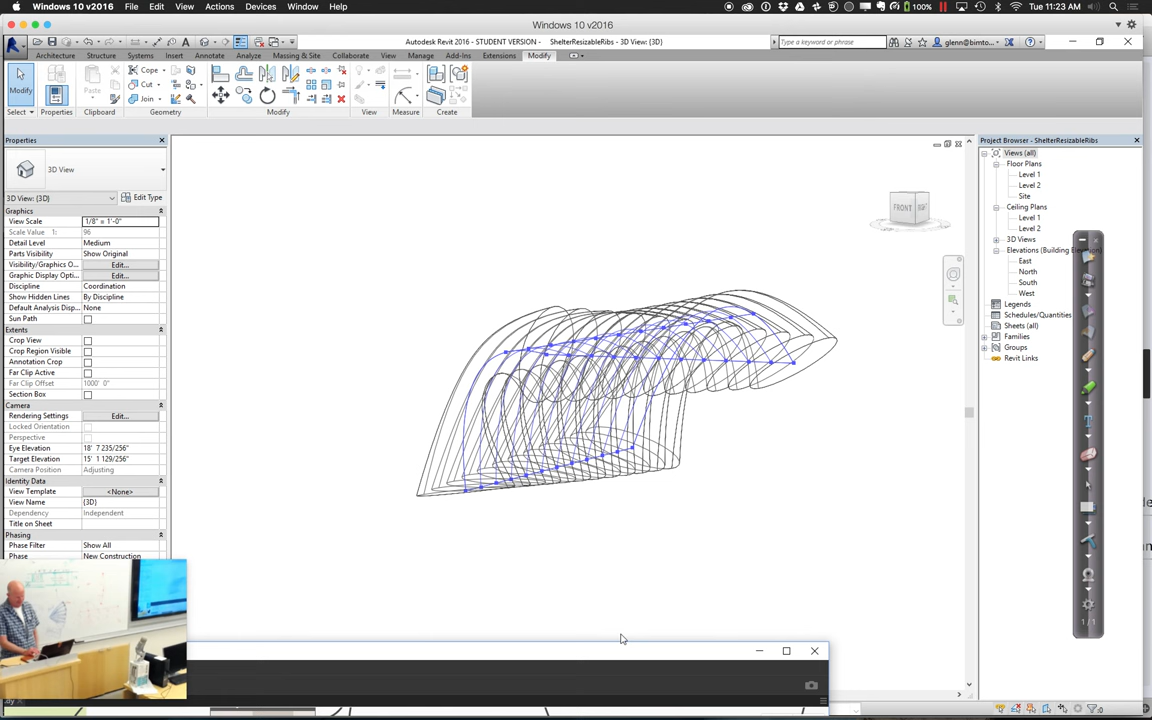 Windows 10 v2016 File Edit View Actions Devices Window Help 100% Tue 11:23 AM
Windows 10 v2016
Autodesk Revit 2016 - STUDENT VERSION - ShelterResizableRibs - 3D View: {3D}
Type a keyword or phrase
glenn@bimto...
Architecture Structure Systems Insert Annotate Analyze Massing & Site Collaborate View Manage Add-Ins Extensions Modify
Modify
Cope
Cut
Join
Select Properties Clipboard Geometry Modify View Measure Create
Properties
3D View
3D View: {3D} Edit Type
Graphics
View Scale 1/8" = 1'-0"
Scale Value 1: 96
Detail Level Medium
Parts Visibility Show Original
Visibility/Graphics O... Edit...
Graphic Display Opti... Edit...
Discipline Coordination
Show Hidden Lines By Discipline
Default Analysis Disp... None
Sun Path
Extents
Crop View
Crop Region Visible
Annotation Crop
Far Clip Active
Far Clip Offset 1000' 0"
Section Box
Camera
Rendering Settings Edit...
Locked Orientation
Perspective
Eye Elevation 18' 7 235/256"
Target Elevation 15' 1 129/256"
Camera Position Adjusting
Identity Data
View Template <None>
View Name {3D}
Dependency Independent
Title on Sheet
Phasing
Phase Filter Show All
Phase New Construction
FRONT
Project Browser - ShelterResizableRibs
Views (all)
Floor Plans
Level 1
Level 2
Site
Ceiling Plans
Level 1
Level 2
3D Views
Elevations (Building Elevation)
East
North
South
West
Legends
Schedules/Quantities
Sheets (all)
Families
Groups
Revit Links
1 / 1
:0